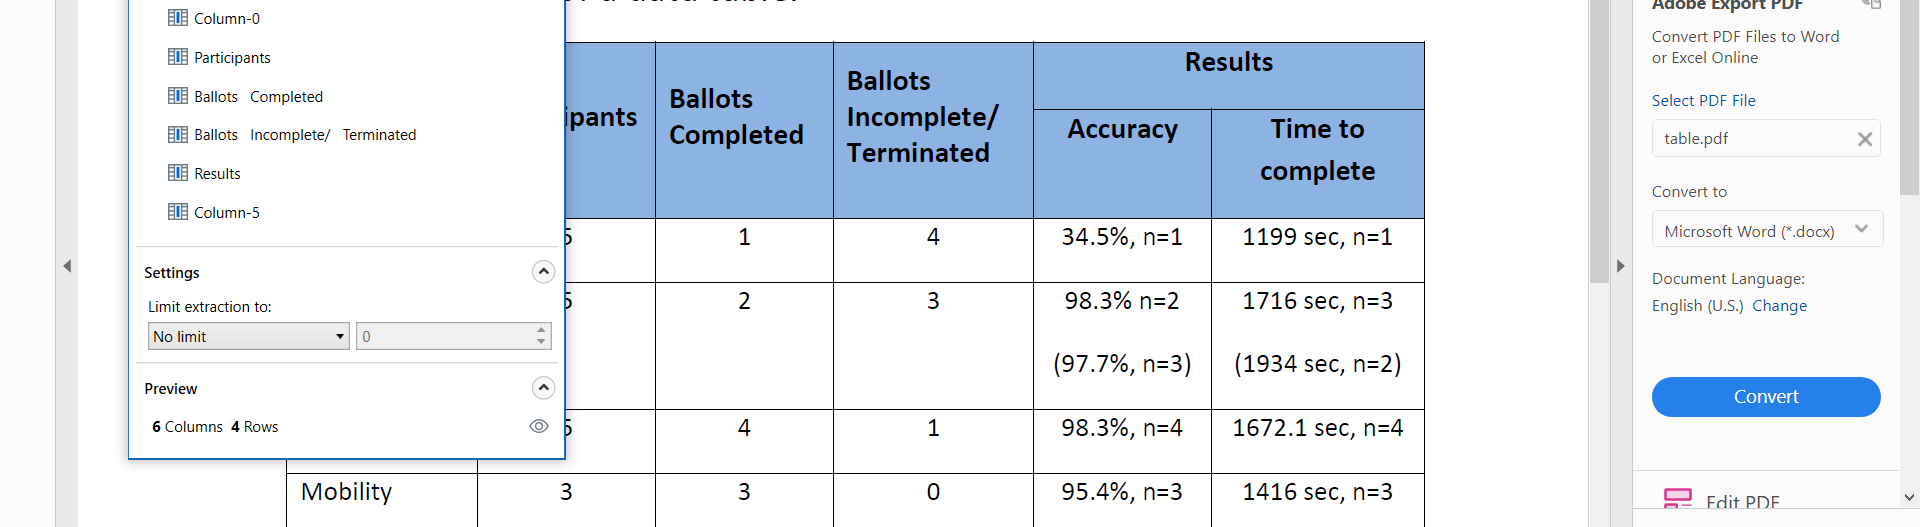 Column-0
Participants
Ballots Completed
Ballots Incomplete/ Terminated
Results
Column-5
Settings
Limit extraction to:
No limit 0
Preview
6 Columns 4 Rows
ipants
Ballots
Completed
Ballots
Incomplete/
Terminated
Results
Accuracy
Time to
complete
5 1 4 34.5%, n=1 1199 sec, n=1
5 2 3 98.3% n=2 1716 sec, n=3
(97.7%, n=3) (1934 sec, n=2)
5 4 1 98.3%, n=4 1672.1 sec, n=4
Mobility 3 3 0 95.4%, n=3 1416 sec, n=3
Adobe Export PDF
Convert PDF Files to Word
or Excel Online
Select PDF File
table.pdf
Convert to
Microsoft Word (*.docx)
Document Language:
English (U.S.) Change
Convert
Edit PDF